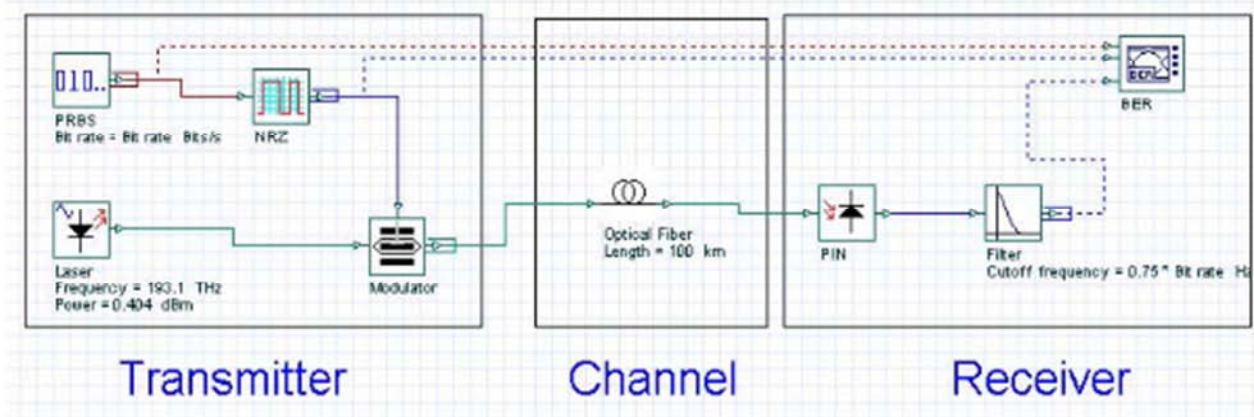 010..
PRBS
Bit rate = Bit rate Bits/s
NRZ
BER
BER
Laser
Frequency = 193.1 THz
Power = 0.404 dBm
Modulator
Optical Fiber
Length = 100 km
PIN
Filter
Cutoff frequency = 0.75 * Bit rate Hz
Transmitter
Channel
Receiver